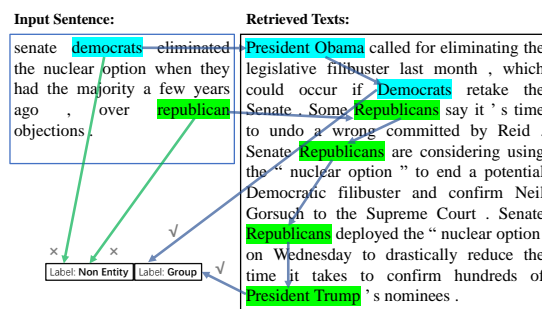 Input Sentence:
senate democrats eliminated
the nuclear option when they
had the majority a few years
ago , over republican
objections .
Retrieved Texts:
President Obama called for eliminating the
legislative filibuster last month , which
could occur if Democrats retake the
Senate . Some Republicans say it ’ s time
to undo a wrong committed by Reid .
Senate Republicans are considering using
the “ nuclear option ” to end a potential
Democratic filibuster and confirm Neil
Gorsuch to the Supreme Court . Senate
Republicans deployed the “ nuclear option
on Wednesday to drastically reduce the
time it takes to confirm hundreds of
President Trump ’ s nominees .
× × √ √
Label: Non Entity Label: Group